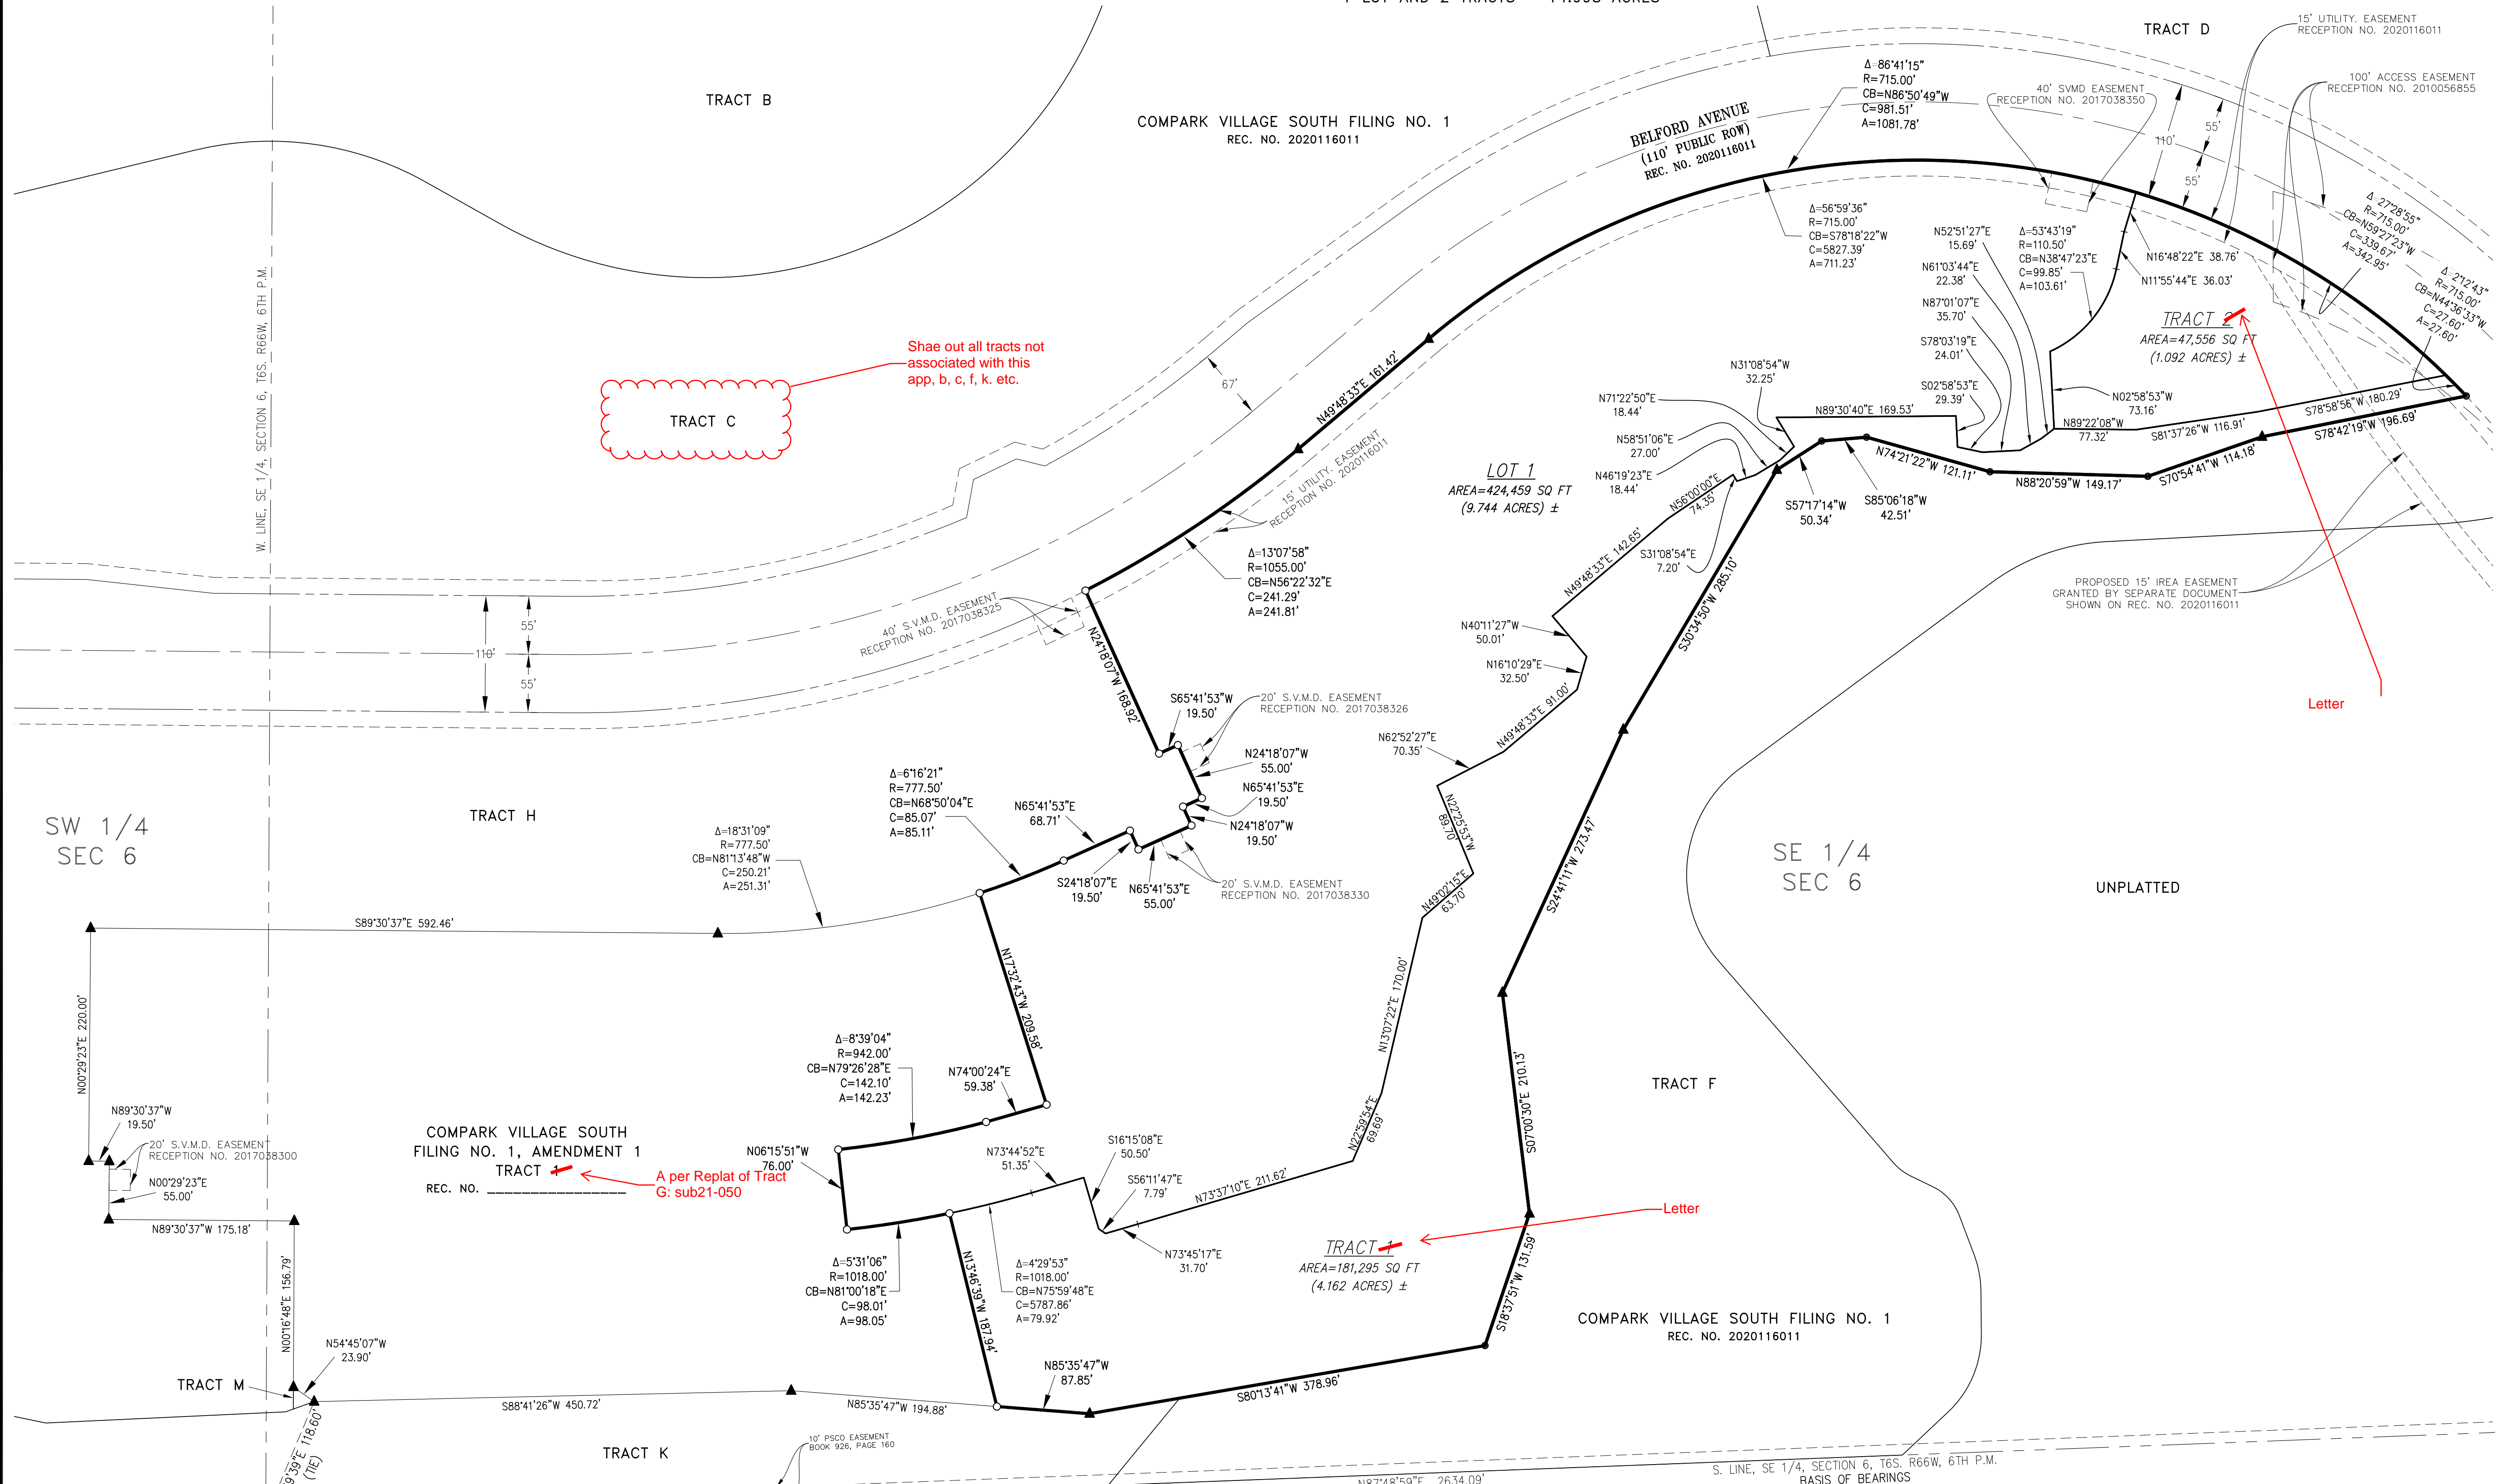 TRACT D
15' UTILITY. EASEMENT
RECEPTION NO. 2020116011
100' ACCESS EASEMENT
RECEPTION NO. 2010056855
TRACT B
COMPARK VILLAGE SOUTH FILING NO. 1
REC. NO. 2020116011
BELFORD AVENUE
(110' PUBLIC ROW)
REC. NO. 2020116011
Δ=86°41'15"
R=715.00'
CB=N86°50'49"W
C=981.51'
A=1081.78'
40' SVMD EASEMENT
RECEPTION NO. 2017038350
55'
110'
55'
Δ=27°28'55"
R=715.00'
CB=N59°27'23"W
C=339.67'
A=342.95'
Δ=2°12'43"
R=715.00'
CB=N44°36'33"W
C=27.60'
A=27.60'
Δ=56°59'36"
R=715.00'
CB=S78°18'22"W
C=5827.39'
A=711.23'
N52°51'27"E
15.69'
Δ=53°43'19"
R=110.50'
CB=N38°47'23"E
C=99.85'
A=103.61'
N16°48'22"E 38.76'
N11°55'44"E 36.03'
N61°03'44"E
22.38'
N87°01'07"E
35.70'
S78°03'19"E
24.01'
S02°58'53"E
29.39'
TRACT 2
AREA=47,556 SQ FT
(1.092 ACRES) ±
N02°58'53"W
73.16'
N89°22'08"W
77.32'
S81°37'26"W 116.91'
S78°58'56"W 180.29'
S78°42'19"W 196.69'
W. LINE, SE 1/4, SECTION 6, T6S. R66W, 6TH P.M.
Shae out all tracts not
associated with this
app, b, c, f, k. etc.
TRACT C
67'
N49°48'33"E 161.42'
15' UTILITY. EASEMENT
RECEPTION NO. 2020116011
N31°08'54"W
32.25'
N71°22'50"E
18.44'
N89°30'40"E 169.53'
N58°51'06"E
27.00'
N46°19'23"E
18.44'
LOT 1
AREA=424,459 SQ FT
(9.744 ACRES) ±
N56°00'00"E
74.35'
S57°17'14"W
50.34'
S85°06'18"W
42.51'
N74°21'22"W 121.11'
N88°20'59"W 149.17'
S70°54'41"W 114.18'
S31°08'54"E
7.20'
N49°48'33"E 142.65'
S30°34'50"W 285.10'
PROPOSED 15' IREA EASEMENT
GRANTED BY SEPARATE DOCUMENT
SHOWN ON REC. NO. 2020116011
Letter
Δ=13°07'58"
R=1055.00'
CB=N56°22'32"E
C=241.29'
A=241.81'
40' S.V.M.D. EASEMENT
RECEPTION NO. 2017038325
55'
110'
55'
N24°18'07"W 168.92'
N40°11'27"W
50.01'
N16°10'29"E
32.50'
S65°41'53"W
19.50'
20' S.V.M.D. EASEMENT
RECEPTION NO. 2017038326
N49°48'33"E 91.00'
N62°52'27"E
70.35'
N24°18'07"W
55.00'
N65°41'53"E
19.50'
N24°18'07"W
19.50'
Δ=6°16'21"
R=777.50'
CB=N68°50'04"E
C=85.07'
A=85.11'
N65°41'53"E
68.71'
SW 1/4
SEC 6
TRACT H
Δ=18°31'09"
R=777.50'
CB=N81°13'48"W
C=250.21'
A=251.31'
S24°18'07"E
19.50'
N65°41'53"E
55.00'
20' S.V.M.D. EASEMENT
RECEPTION NO. 2017038330
N22°25'53"W
89.70'
N49°02'15"E
63.70'
S24°41'11"W 273.47'
SE 1/4
SEC 6
UNPLATTED
S89°30'37"E 592.46'
N00°29'23"E 220.00'
N17°32'43"W 209.58'
N13°07'22"E 170.00'
Δ=8°39'04"
R=942.00'
CB=N79°26'28"E
C=142.10'
A=142.23'
N74°00'24"E
59.38'
S07°00'30"E 210.13'
TRACT F
N89°30'37"W
19.50'
20' S.V.M.D. EASEMENT
RECEPTION NO. 2017038300
N00°29'23"E
55.00'
COMPARK VILLAGE SOUTH
FILING NO. 1, AMENDMENT 1
TRACT 1
REC. NO. ________________
A per Replat of Tract
G: sub21-050
N06°15'51"W
76.00'
N73°44'52"E
51.35'
S16°15'08"E
50.50'
S56°11'47"E
7.79'
N22°59'54"E
69.69'
N73°37'10"E 211.62'
N89°30'37"W 175.18'
N73°45'17"E
31.70'
Letter
TRACT 1
AREA=181,295 SQ FT
(4.162 ACRES) ±
Δ=5°31'06"
R=1018.00'
CB=N81°00'18"E
C=98.01'
A=98.05'
N13°46'39"W 187.94'
Δ=4°29'53"
R=1018.00'
CB=N75°59'48"E
C=5787.86'
A=79.92'
S18°37'51"W 131.59'
COMPARK VILLAGE SOUTH FILING NO. 1
REC. NO. 2020116011
N00°16'48"E 156.79'
N54°45'07"W
23.90'
TRACT M
N85°35'47"W
87.85'
S80°13'41"W 378.96'
S88°41'26"W 450.72'
N85°35'47"W 194.88'
9'39"E 118.60'
(TIE)
TRACT K
10' PSCO EASEMENT
BOOK 926, PAGE 160
N87°48'59"E 2634.09'
S. LINE, SE 1/4, SECTION 6, T6S. R66W, 6TH P.M.
BASIS OF BEARINGS